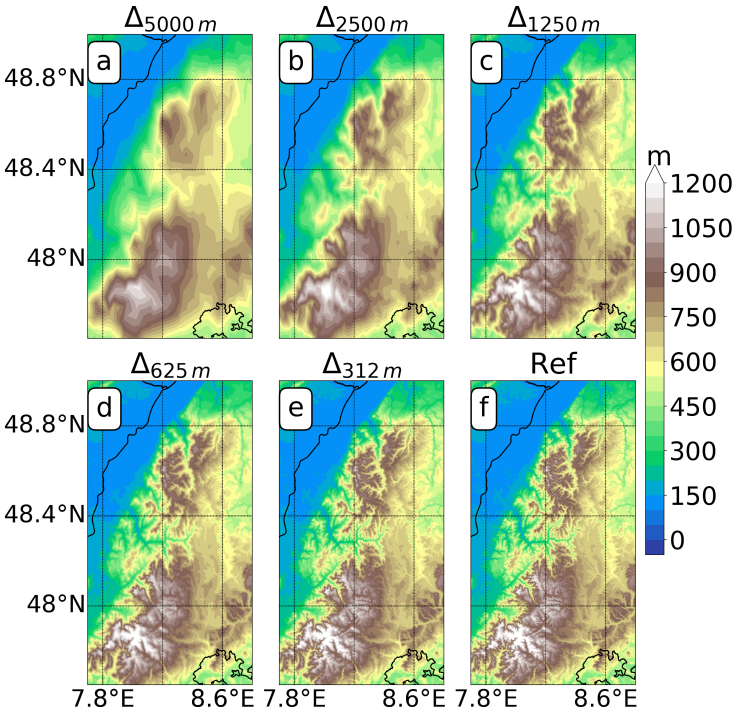 Δ5000 m Δ2500 m Δ1250 m
a b c
48.8°N
48.4°N
48°N
m
1200
1050
900
750
600
450
300
150
0
Δ625 m Δ312 m Ref
d e f
48.8°N
48.4°N
48°N
7.8°E 8.6°E 7.8°E 8.6°E 7.8°E 8.6°E